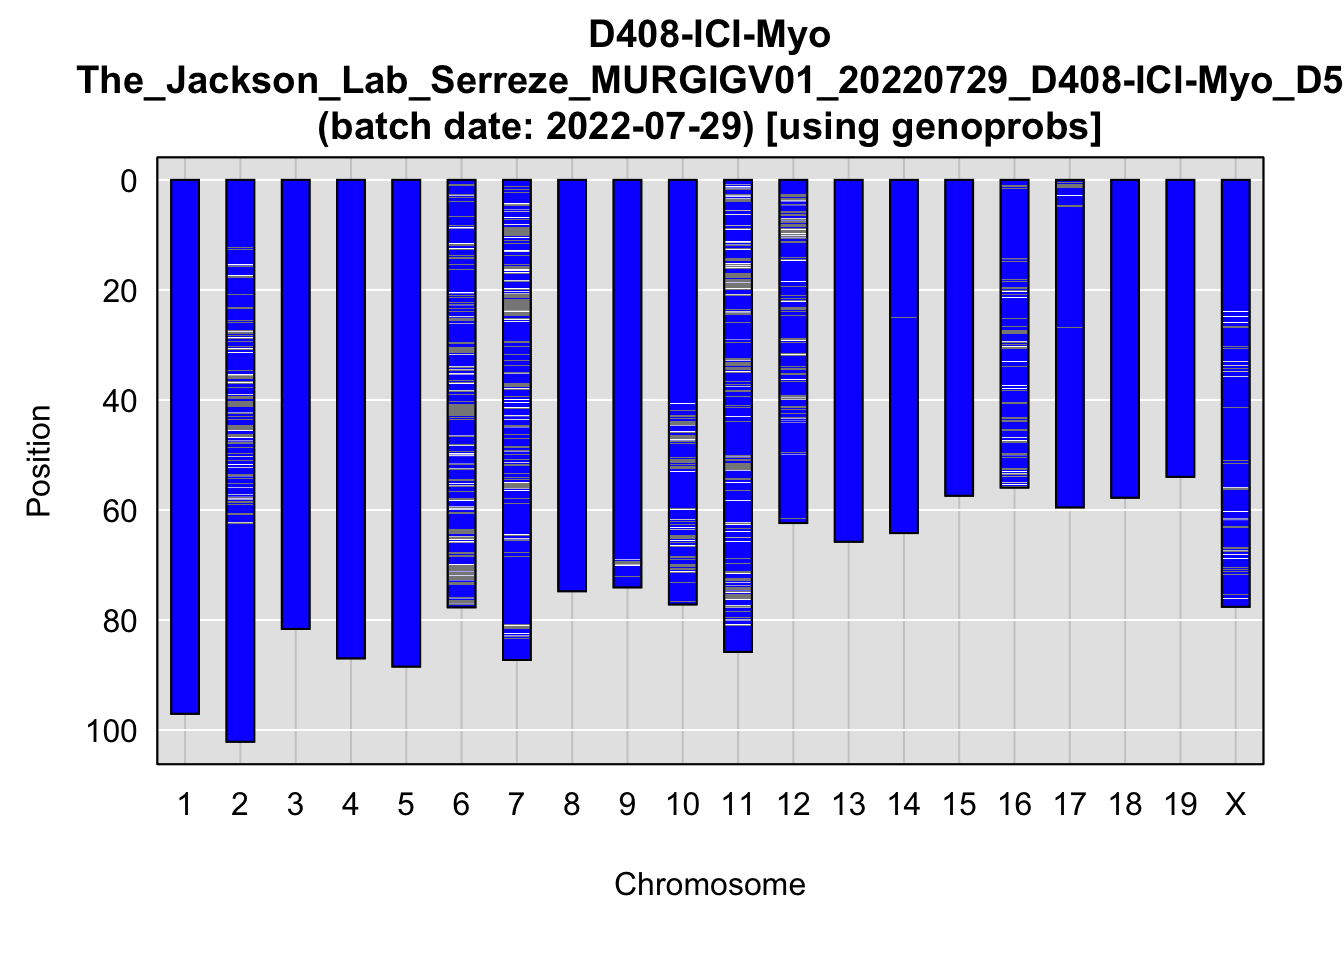 D408-ICI-Myo
The_Jackson_Lab_Serreze_MURGIGV01_20220729_D408-ICI-Myo_D5
(batch date: 2022-07-29) [using genoprobs]
0
20
40
60
80
100
Position
1 2 3 4 5 6 7 8 9 10 11 12 13 14 15 16 17 18 19 X
Chromosome